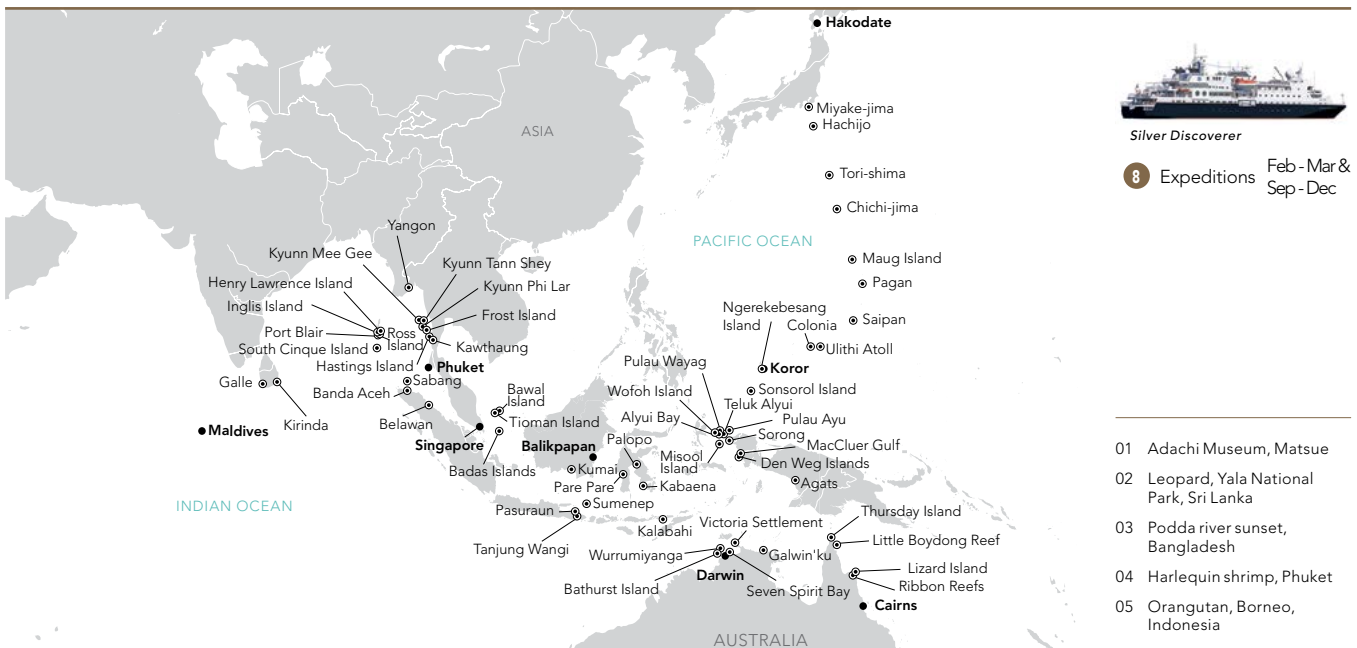 Hakodate
ASIA
Miyake-jima
Hachijo
Silver Discoverer
8 Expeditions Feb - Mar &
Sep - Dec
Tori-shima
Chichi-jima
Yangon
PACIFIC OCEAN
Kyunn Mee Gee
Kyunn Tann Shey
Maug Island
Henry Lawrence Island
Kyunn Phi Lar
Pagan
Inglis Island
Frost Island
Ngerekebesang
Island
Colonia
Saipan
Port Blair
Ross
Island
South Cinque Island
Kawthaung
Ulithi Atoll
Hastings Island
Phuket
Pulau Wayag
Koror
Galle
Sabang
Banda Aceh
Bawal
Island
Wofoh Island
Sonsorol Island
Teluk Alyui
Kirinda
Belawan
Tioman Island
Alyui Bay
Pulau Ayu
Maldives
Singapore
Balikpapan
Palopo
Sorong
MacCluer Gulf
Misool
Island
Badas Islands
Kumai
Den Weg Islands
Pare Pare
Kabaena
Agats
INDIAN OCEAN
Pasuraun
Sumenep
Thursday Island
Kalabahi
Victoria Settlement
Little Boydong Reef
Tanjung Wangi
Wurrumiyanga
Galwin'ku
Lizard Island
Darwin
Bathurst Island
Seven Spirit Bay
Ribbon Reefs
Cairns
AUSTRALIA
01 Adachi Museum, Matsue
02 Leopard, Yala National
Park, Sri Lanka
03 Podda river sunset,
Bangladesh
04 Harlequin shrimp, Phuket
05 Orangutan, Borneo,
Indonesia